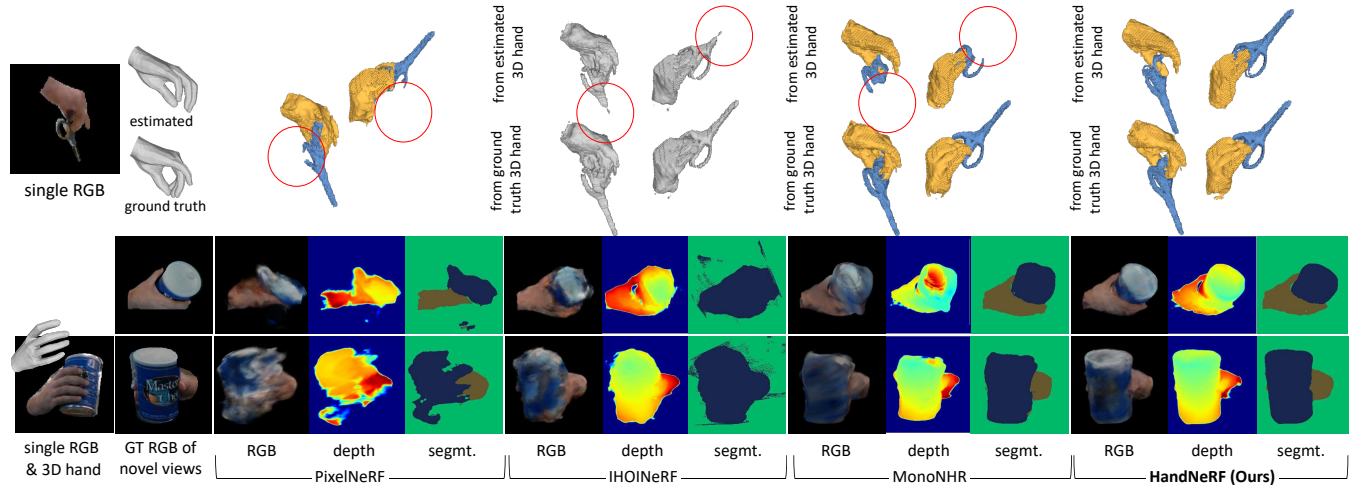 single RGB
estimated
ground truth
from estimated
3D hand
from ground
truth 3D hand
from estimated
3D hand
from ground
truth 3D hand
from estimated
3D hand
from ground
truth 3D hand
Master
single RGB
& 3D hand
GT RGB of
novel views
RGB depth segmt.
PixelNeRF
RGB depth segmt.
IHOINeRF
RGB depth segmt.
MonoNHR
RGB depth segmt.
HandNeRF (Ours)